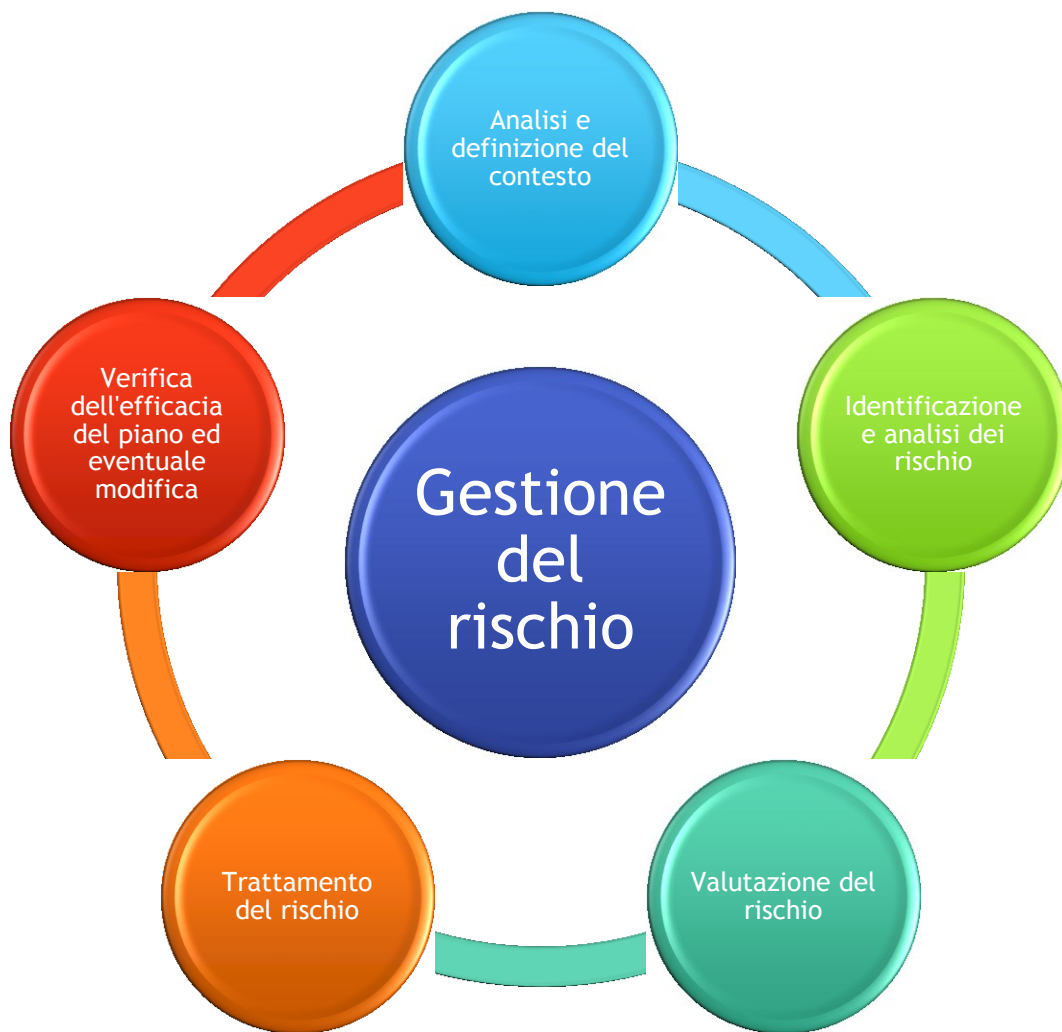 Analisi e
definizione del
contesto
Identificazione
e analisi dei
rischio
Valutazione del
rischio
Trattamento
del rischio
Verifica
dell'efficacia
del piano ed
eventuale
modifica
Gestione
del
rischio